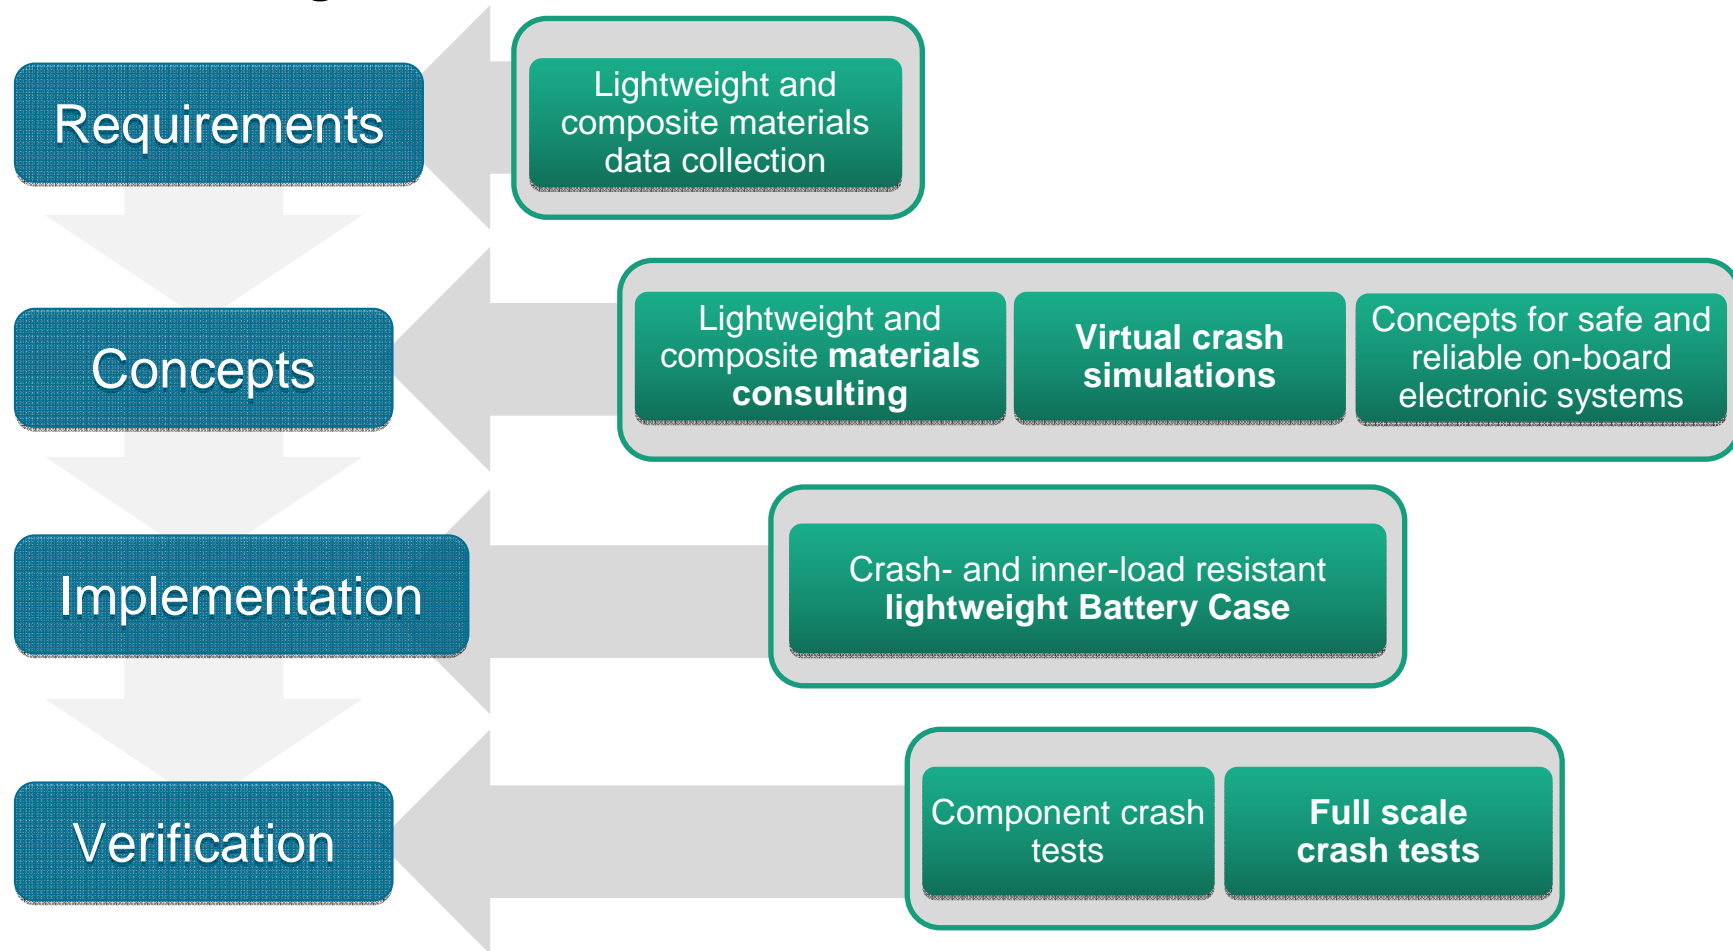 Requirements
Lightweight and
composite materials
data collection
Concepts
Lightweight and
composite materials
consulting
Virtual crash
simulations
Concepts for safe and
reliable on-board
electronic systems
Implementation
Crash- and inner-load resistant
lightweight Battery Case
Verification
Component crash
tests
Full scale
crash tests